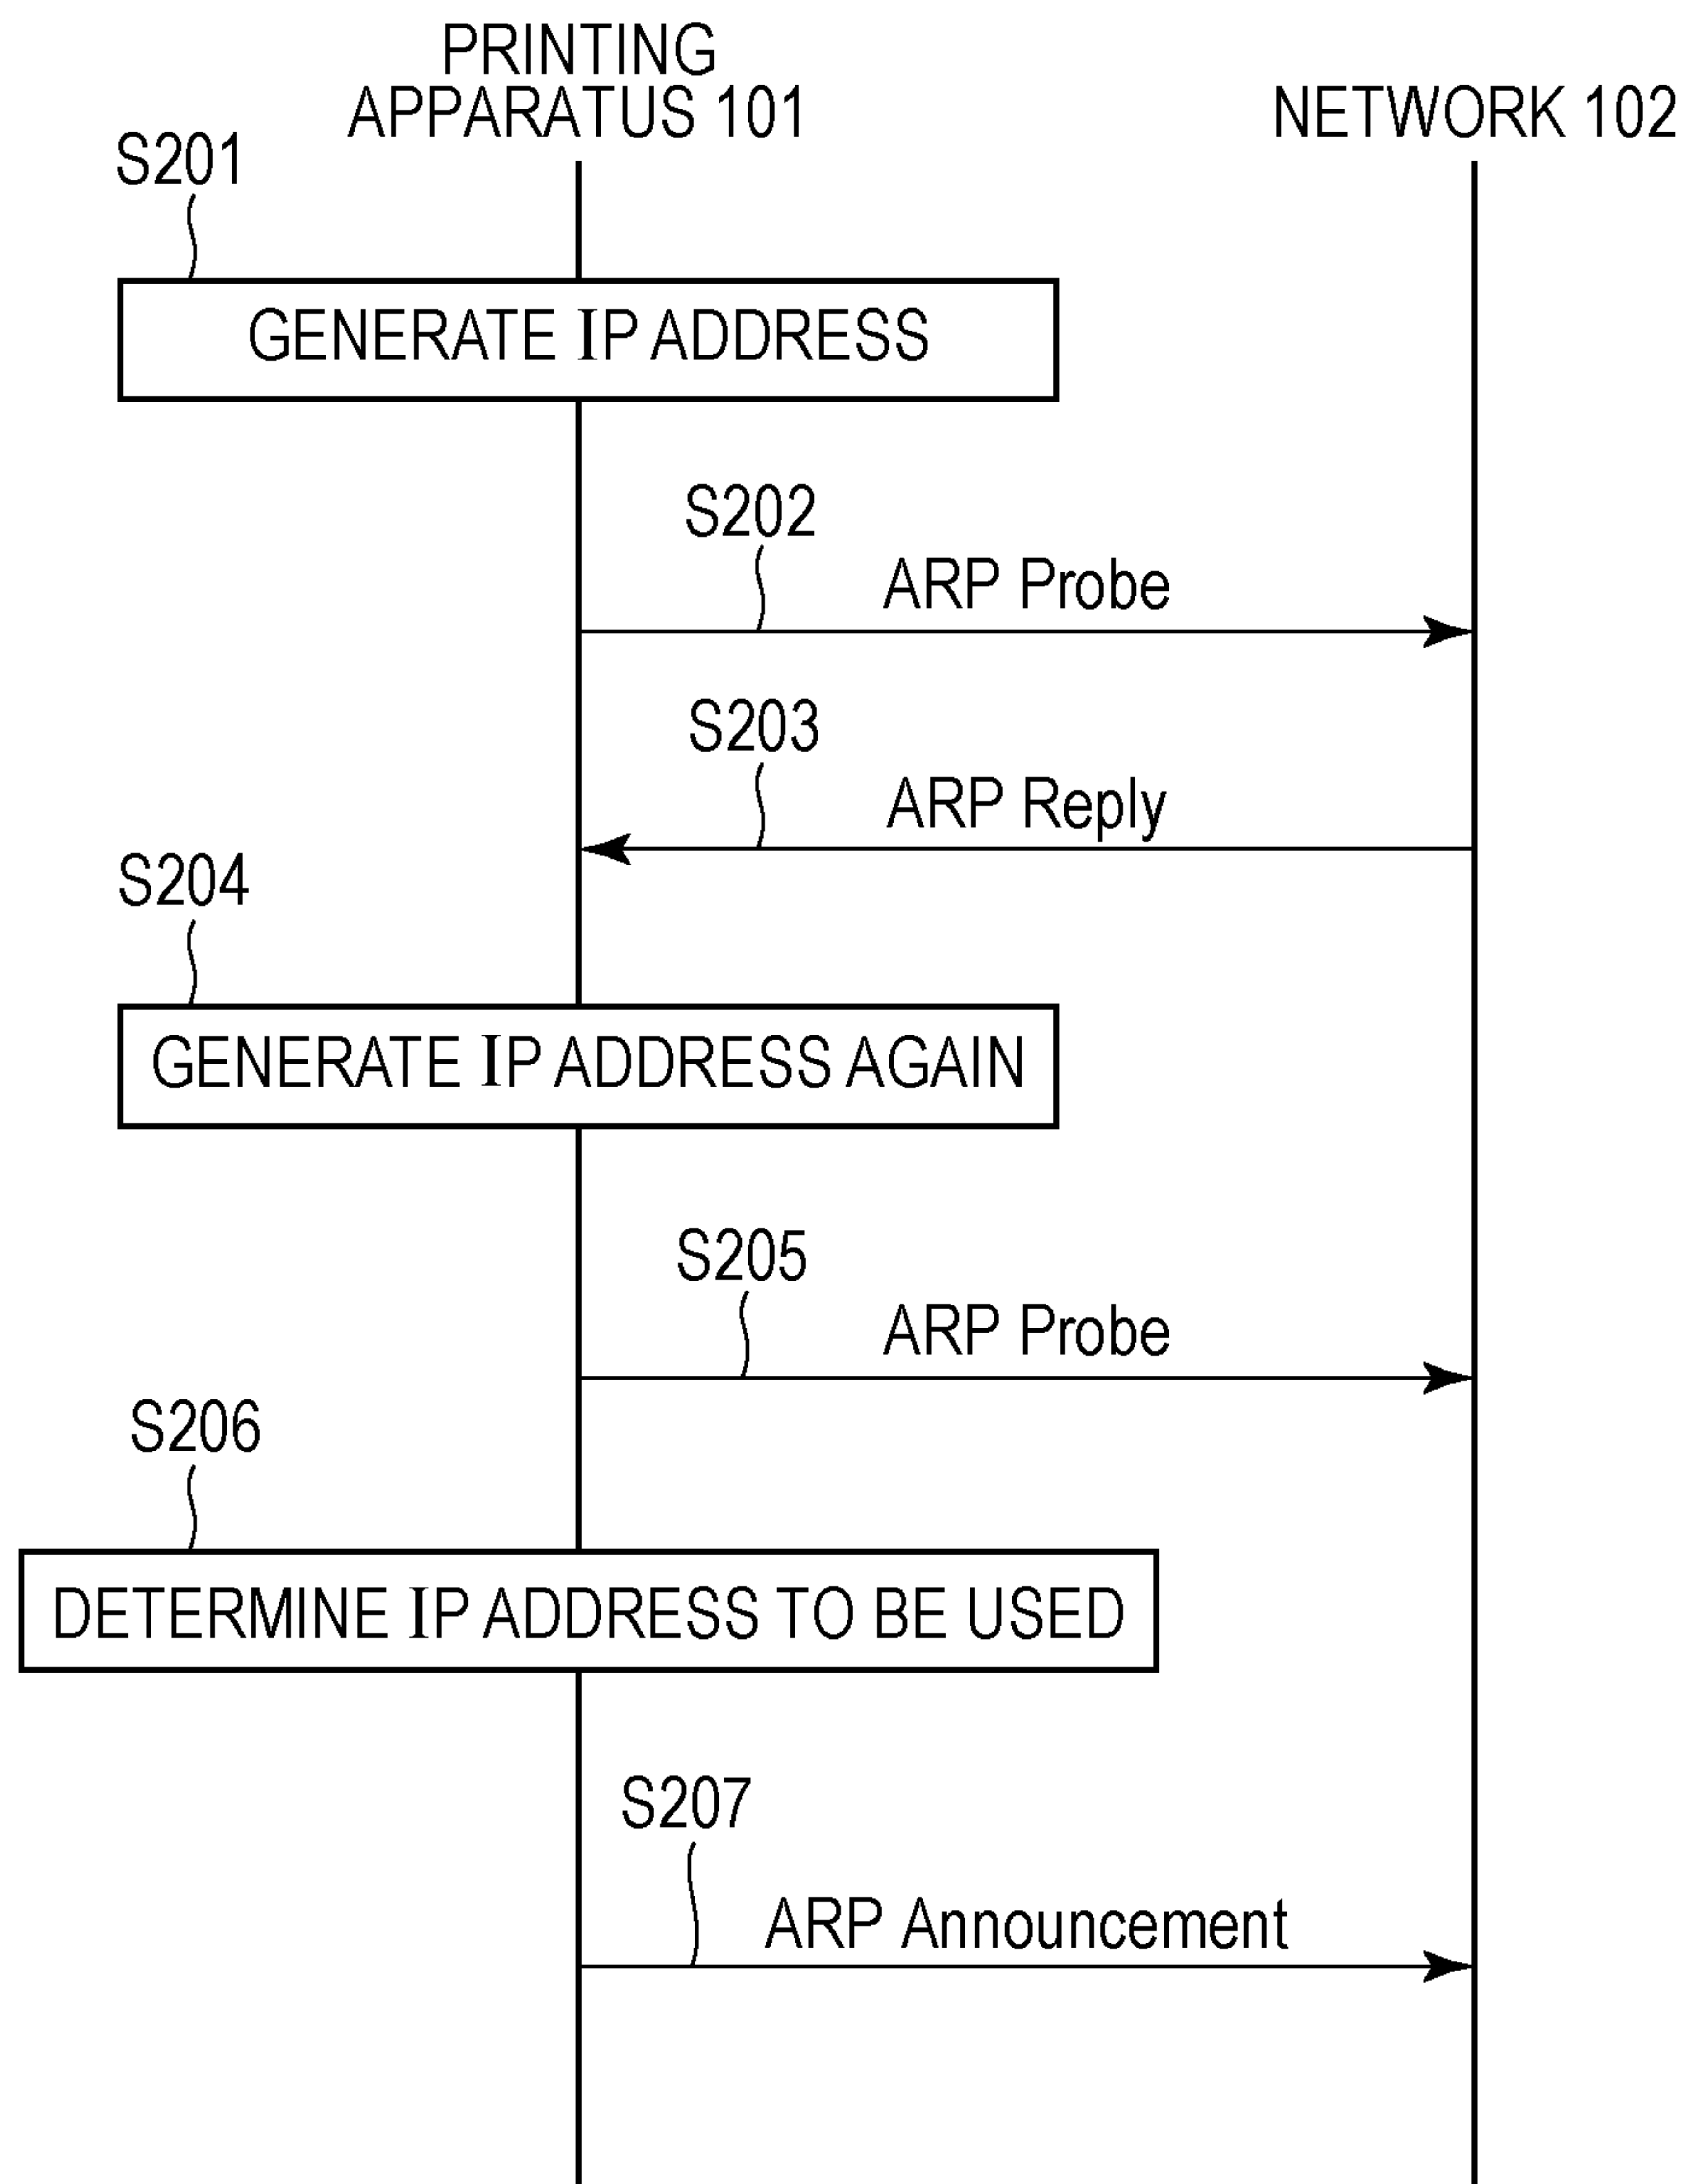 PRINTING
APPARATUS 101
NETWORK 102
S201
GENERATE IP ADDRESS
S202
ARP Probe
S203
ARP Reply
S204
GENERATE IP ADDRESS AGAIN
S205
ARP Probe
S206
DETERMINE IP ADDRESS TO BE USED
S207
ARP Announcement